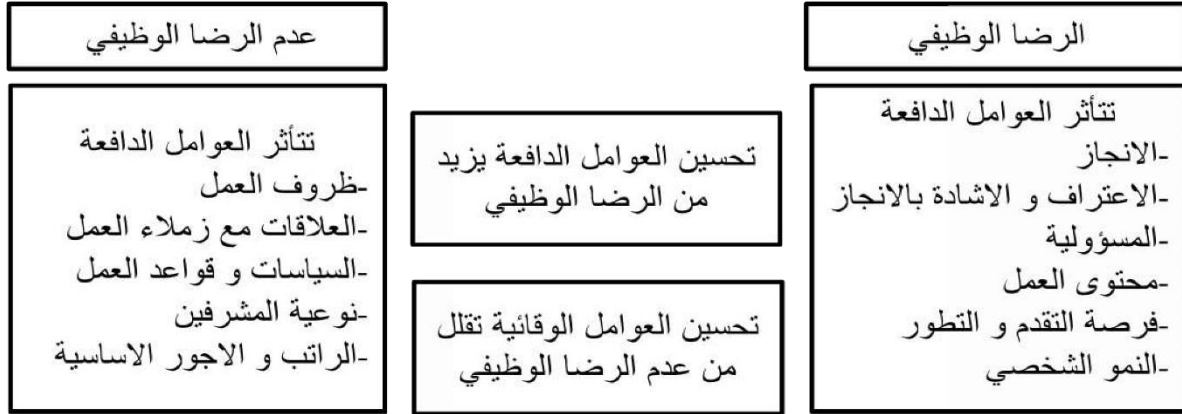 الرضا الوظيفي
تتأثر العوامل الدافعة
-الانجاز
-الاعتراف و الاشادة بالانجاز
-المسؤولية
-محتوى العمل
-فرصة التقدم و التطور
-النمو الشخصي
تحسين العوامل الدافعة يزيد
من الرضا الوظيفي
تحسين العوامل الوقائية تقلل
من عدم الرضا الوظيفي
عدم الرضا الوظيفي
تتأثر العوامل الدافعة
-ظروف العمل
-العلاقات مع زملاء العمل
-السياسات و قواعد العمل
-نوعية المشرفين
-الراتب و الاجور الاساسية